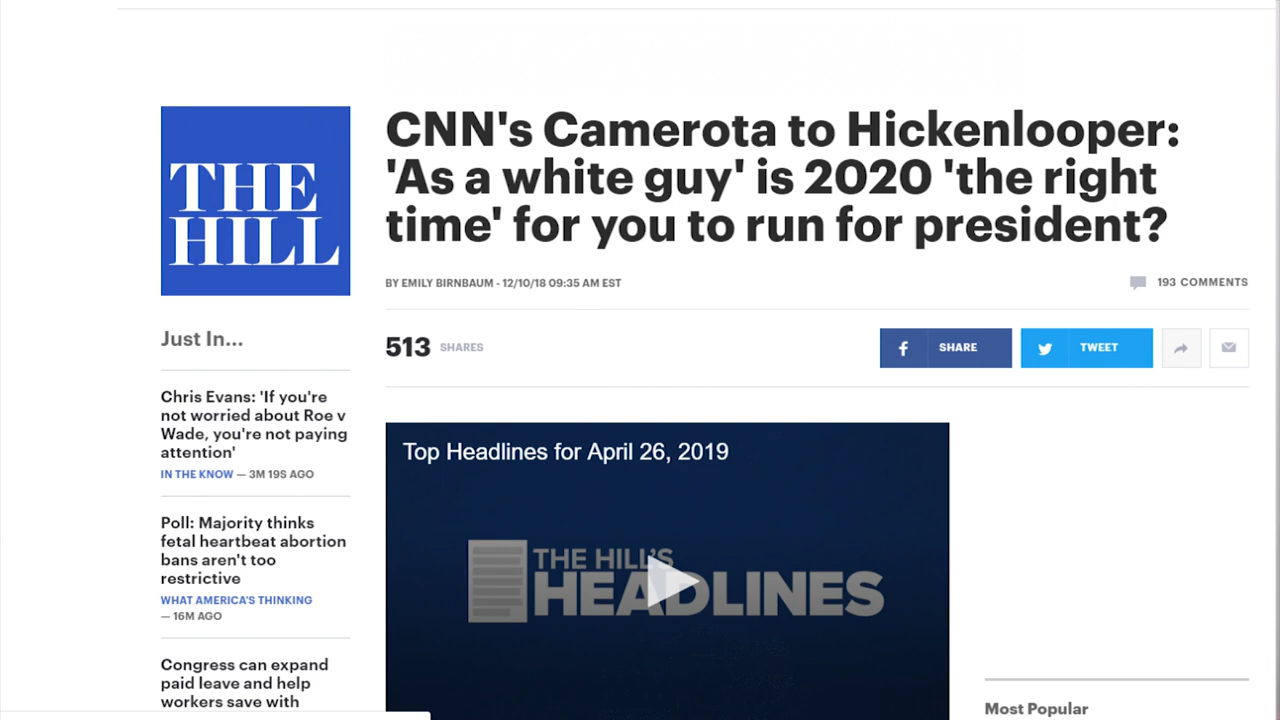 THE
HILL
CNN's Camerota to Hickenlooper:
'As a white guy' is 2020 'the right
time' for you to run for president?
BY EMILY BIRNBAUM - 12/10/18 09:35 AM EST
193 COMMENTS
513 SHARES
SHARE
TWEET
Just In...
Chris Evans: 'If you're
not worried about Roe v
Wade, you're not paying
attention'
IN THE KNOW — 3M 19S AGO
Poll: Majority thinks
fetal heartbeat abortion
bans aren't too
restrictive
WHAT AMERICA'S THINKING
— 16M AGO
Congress can expand
paid leave and help
workers save with
Top Headlines for April 26, 2019
THE HILL'S
HEADLINES
Most Popular